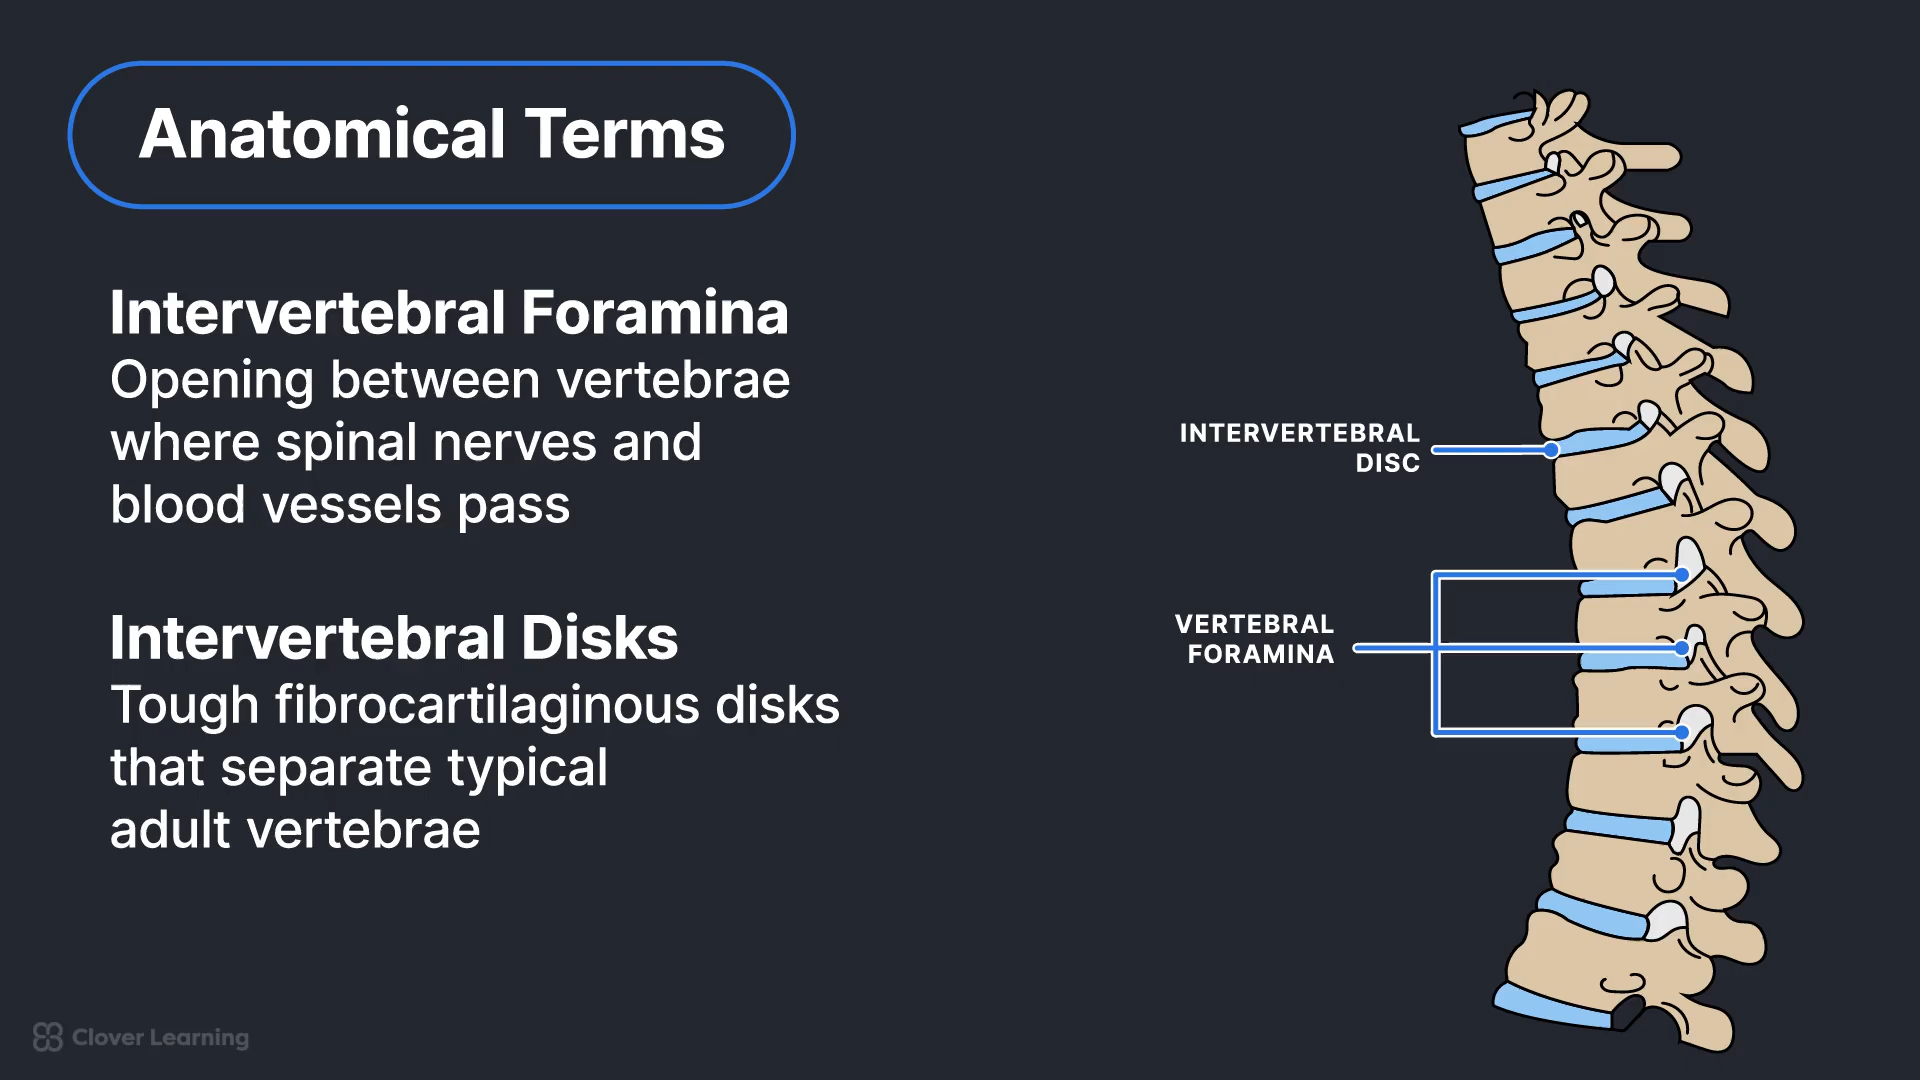 Anatomical Terms
Intervertebral Foramina
Opening between vertebrae
where spinal nerves and
blood vessels pass
Intervertebral Disks
Tough fibrocartilaginous disks
that separate typical
adult vertebrae
INTERVERTEBRAL
DISC
VERTEBRAL
FORAMINA
Clover Learning